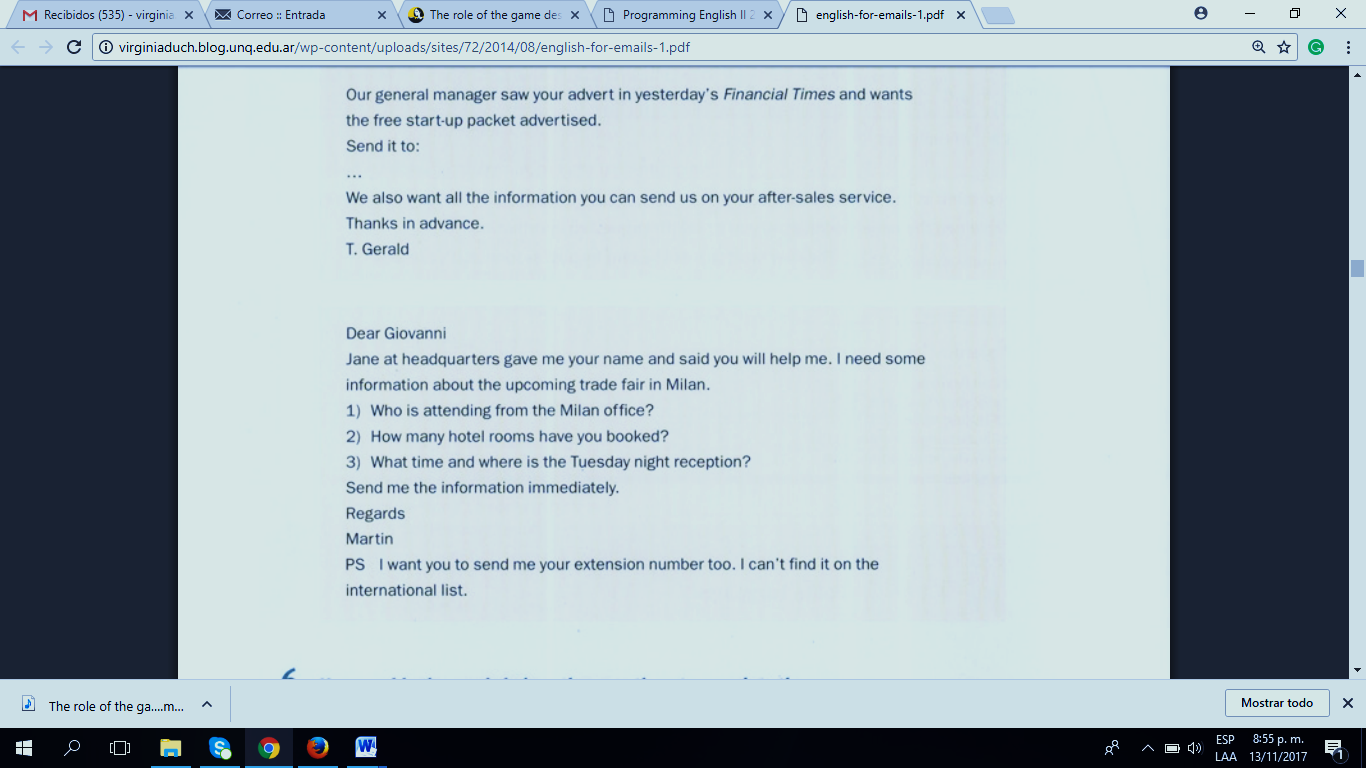 Recibidos (535) - virginia
Correo :: Entrada
The role of the game des
Programming English II 2
english-for-emails-1.pdf
virginiaduch.blog.unq.edu.ar/wp-content/uploads/sites/72/2014/08/english-for-emails-1.pdf
Our general manager saw your advert in yesterday's Financial Times and wants
the free start-up packet advertised.
Send it to:
...
We also want all the information you can send us on your after-sales service.
Thanks in advance.
T. Gerald
Dear Giovanni
Jane at headquarters gave me your name and said you will help me. I need some
information about the upcoming trade fair in Milan.
1) Who is attending from the Milan office?
2) How many hotel rooms have you booked?
3) What time and where is the Tuesday night reception?
Send me the information immediately.
Regards
Martin
PS I want you to send me your extension number too. I can't find it on the
international list.
The role of the ga....m...
Mostrar todo
ESP
LAA
8:55 p. m.
13/11/2017
1